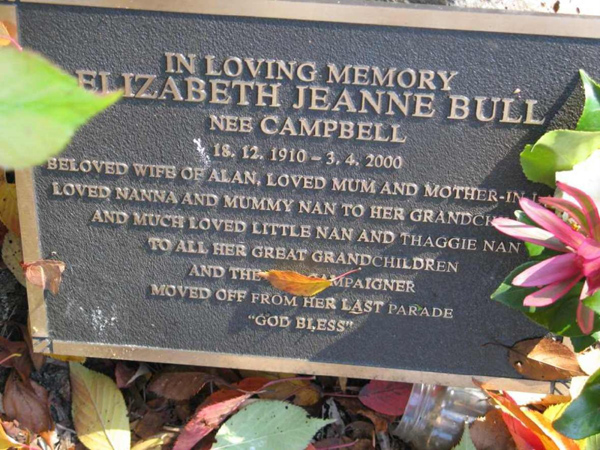 IN LOVING MEMORY
ELIZABETH JEANNE BULL
NEE CAMPBELL
18. 12. 1910 – 3. 4. 2000
BELOVED WIFE OF ALAN, LOVED MUM AND MOTHER-IN
LOVED NANNA AND MUMMY NAN TO HER
AND MUCH LOVED LITTLE NAN AND THAGGIE NAN
TO ALL HER GREAT GRANDCHILDREN
AND THE CAMPAIGNER
MOVED OFF FROM HER LAST PARADE
"GOD BLESS"